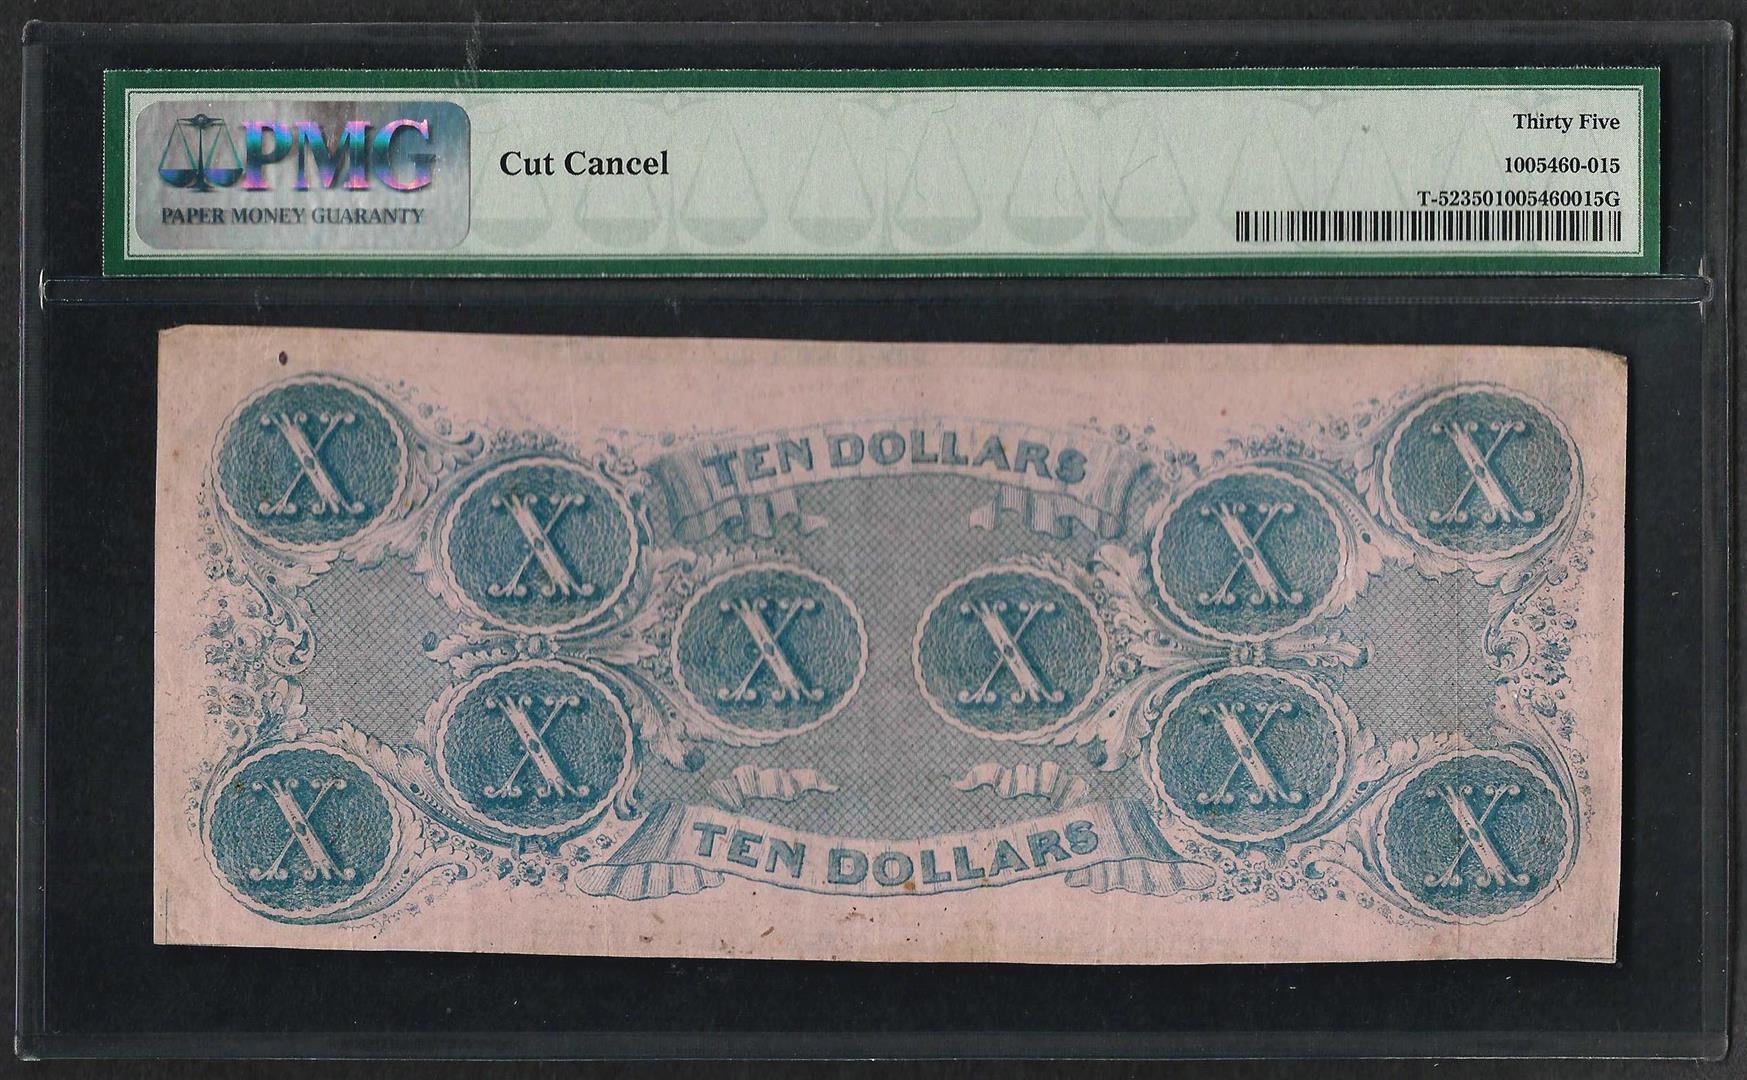 PMG
PAPER MONEY GUARANTY
Cut Cancel
Thirty Five
1005460-015
T-523501005460015G
TEN DOLLARS
X X
X X
X X
X X
X X
TEN DOLLARS